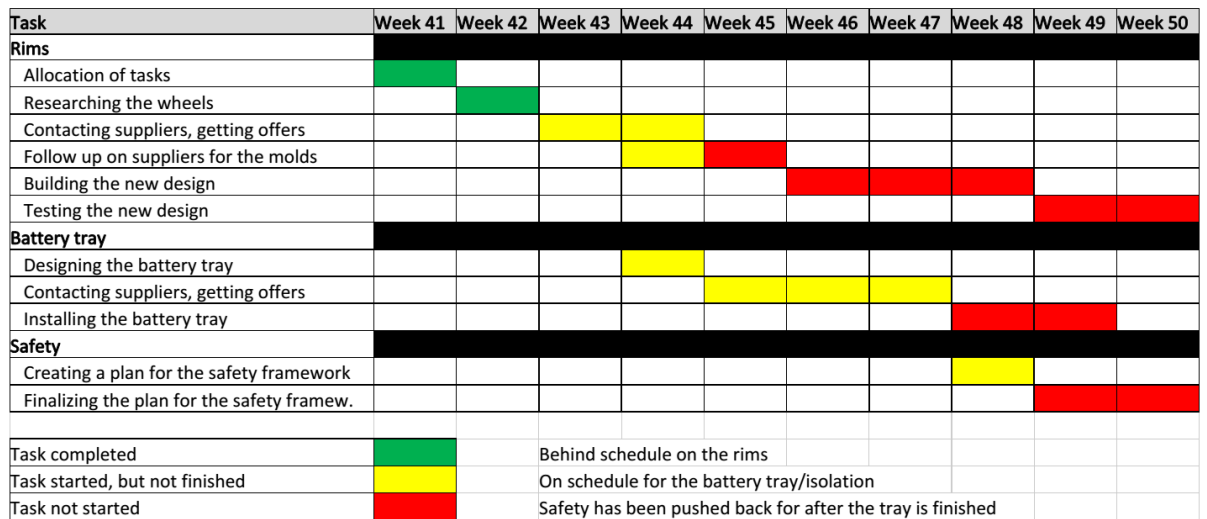 Task Week 41 Week 42 Week 43 Week 44 Week 45 Week 46 Week 47 Week 48 Week 49 Week 50
Rims
Allocation of tasks
Researching the wheels
Contacting suppliers, getting offers
Follow up on suppliers for the molds
Building the new design
Testing the new design
Battery tray
Designing the battery tray
Contacting suppliers, getting offers
Installing the battery tray
Safety
Creating a plan for the safety framework
Finalizing the plan for the safety framew.
Task completed Behind schedule on the rims
Task started, but not finished On schedule for the battery tray/isolation
Task not started Safety has been pushed back for after the tray is finished